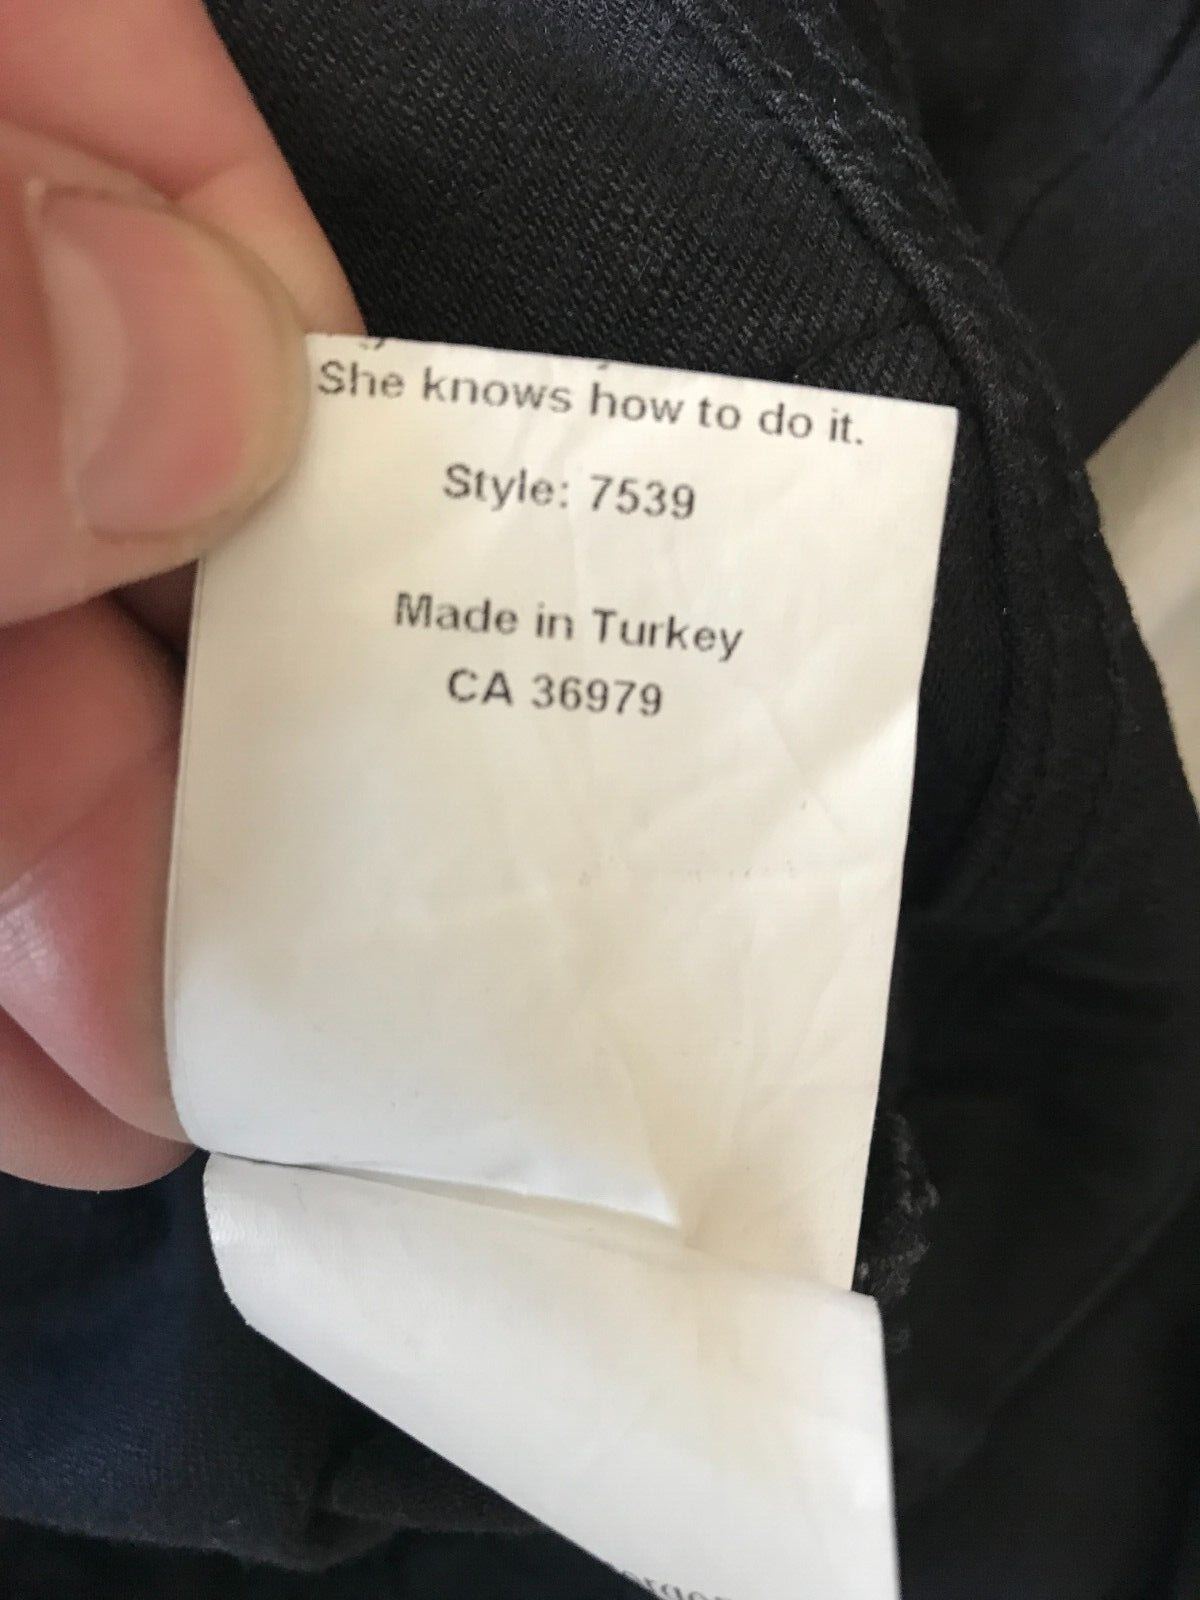 She knows how to do it.
Style: 7539
Made in Turkey
CA 36979